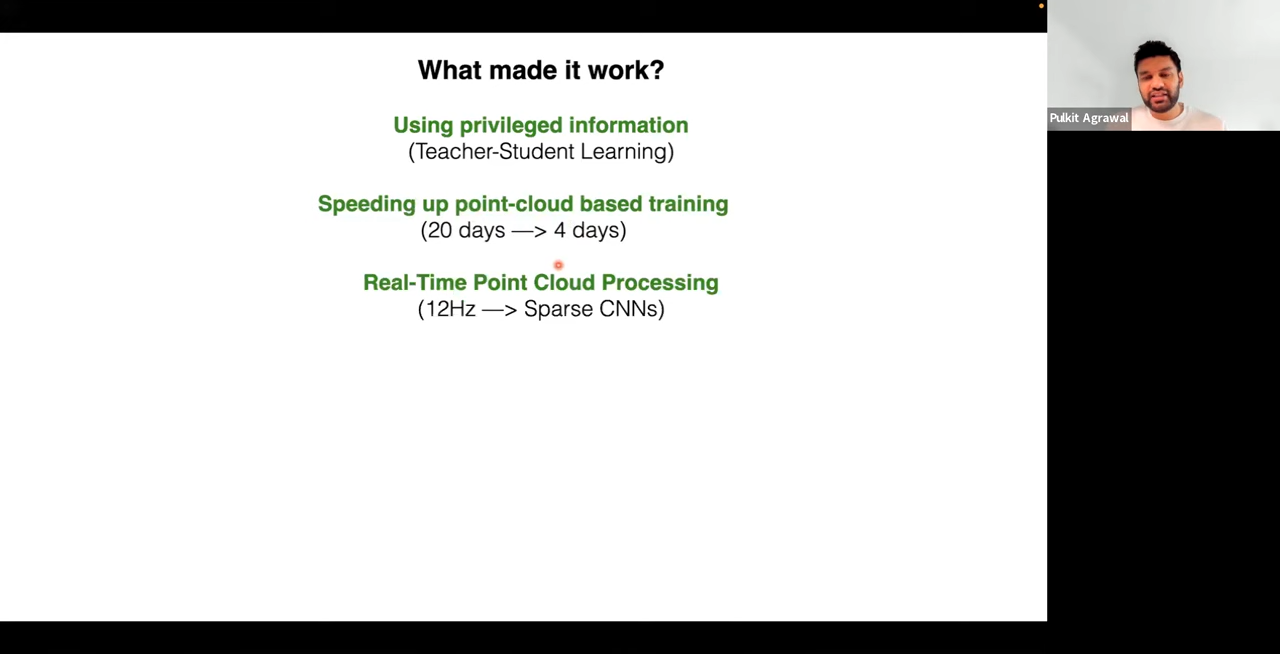 What made it work?
Using privileged information
(Teacher-Student Learning)
Speeding up point-cloud based training
(20 days —> 4 days)
Real-Time Point Cloud Processing
(12Hz —> Sparse CNNs)
Pulkit Agrawal